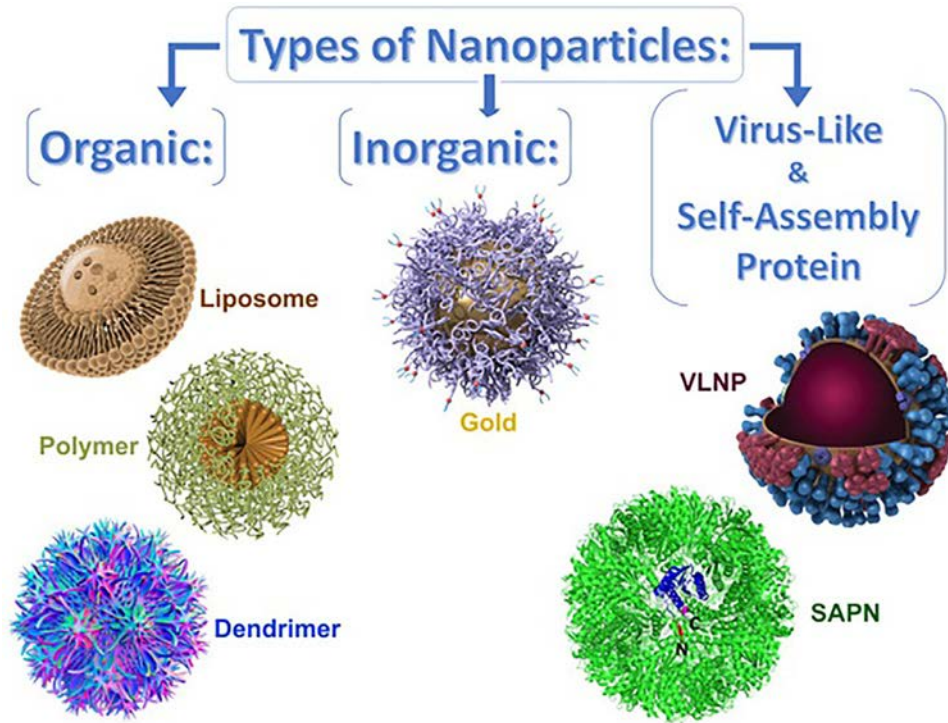 Types of Nanoparticles:
Organic:
Inorganic:
Virus-Like
&
Self-Assembly
Protein
Liposome
Polymer
Dendrimer
Gold
VLNP
SAPN
C
N